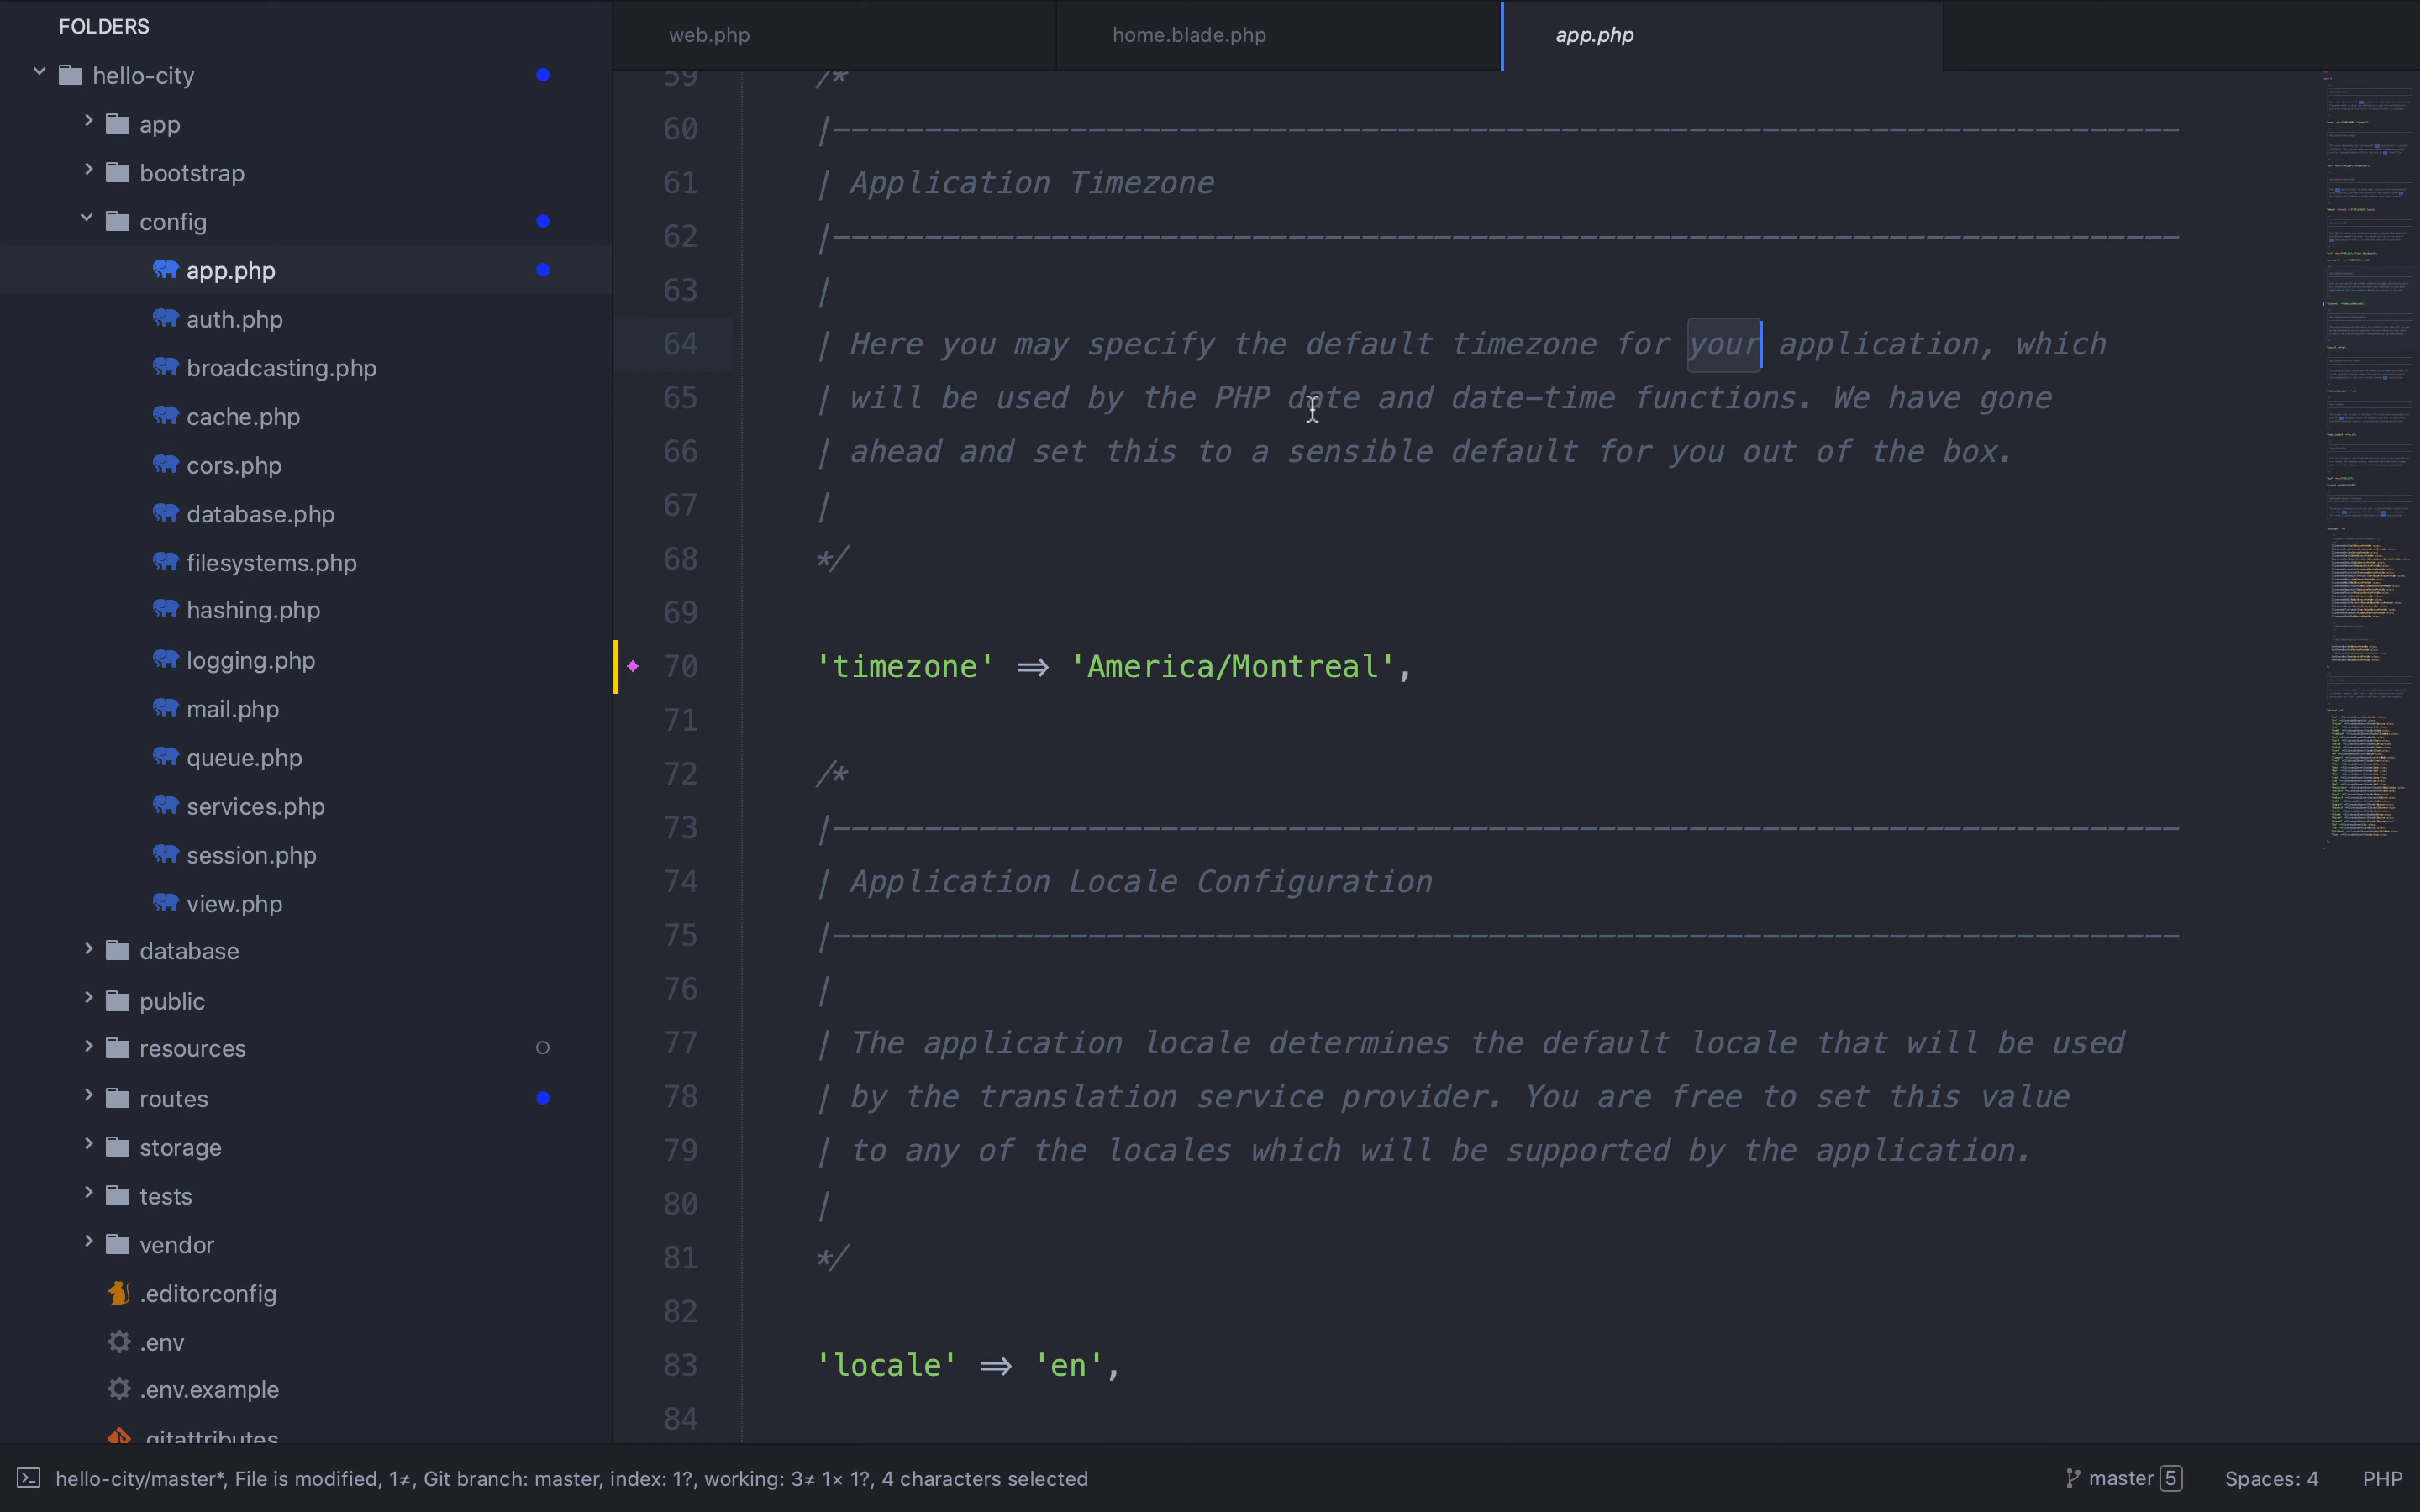 FOLDERS
hello-city
app
bootstrap
config
app.php
auth.php
broadcasting.php
cache.php
cors.php
database.php
filesystems.php
hashing.php
logging.php
mail.php
queue.php
services.php
session.php
view.php
database
public
resources
routes
storage
tests
vendor
.editorconfig
.env
.env.example
.gitattributes
web.php home.blade.php app.php
59 /*
60 |--------------------------------------------------------------------------
61 | Application Timezone
62 |--------------------------------------------------------------------------
63 |
64 | Here you may specify the default timezone for your application, which
65 | will be used by the PHP date and date-time functions. We have gone
66 | ahead and set this to a sensible default for you out of the box.
67 |
68 */
69
70 'timezone' => 'America/Montreal',
71
72 /*
73 |--------------------------------------------------------------------------
74 | Application Locale Configuration
75 |--------------------------------------------------------------------------
76 |
77 | The application locale determines the default locale that will be used
78 | by the translation service provider. You are free to set this value
79 | to any of the locales which will be supported by the application.
80 |
81 */
82
83 'locale' => 'en',
84
hello-city/master*, File is modified, 1≠, Git branch: master, index: 1?, working: 3≠ 1× 1?, 4 characters selected
master 5 Spaces: 4 PHP